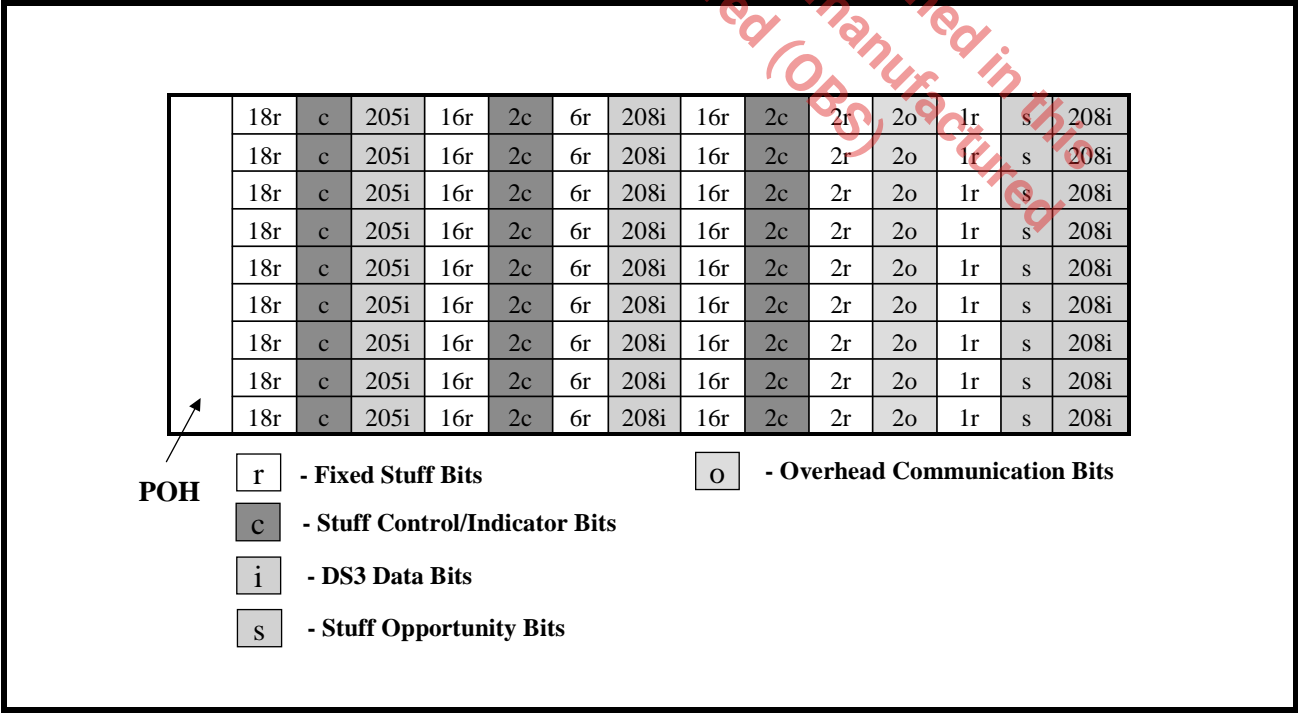 ed (OBS)
manufactured
ned in this
18r c 205i 16r 2c 6r 208i 16r 2c 2r 2o 1r s 208i
18r c 205i 16r 2c 6r 208i 16r 2c 2r 2o 1r s 208i
18r c 205i 16r 2c 6r 208i 16r 2c 2r 2o 1r s 208i
18r c 205i 16r 2c 6r 208i 16r 2c 2r 2o 1r s 208i
18r c 205i 16r 2c 6r 208i 16r 2c 2r 2o 1r s 208i
18r c 205i 16r 2c 6r 208i 16r 2c 2r 2o 1r s 208i
18r c 205i 16r 2c 6r 208i 16r 2c 2r 2o 1r s 208i
18r c 205i 16r 2c 6r 208i 16r 2c 2r 2o 1r s 208i
18r c 205i 16r 2c 6r 208i 16r 2c 2r 2o 1r s 208i
POH
r - Fixed Stuff Bits
o - Overhead Communication Bits
c - Stuff Control/Indicator Bits
i - DS3 Data Bits
s - Stuff Opportunity Bits